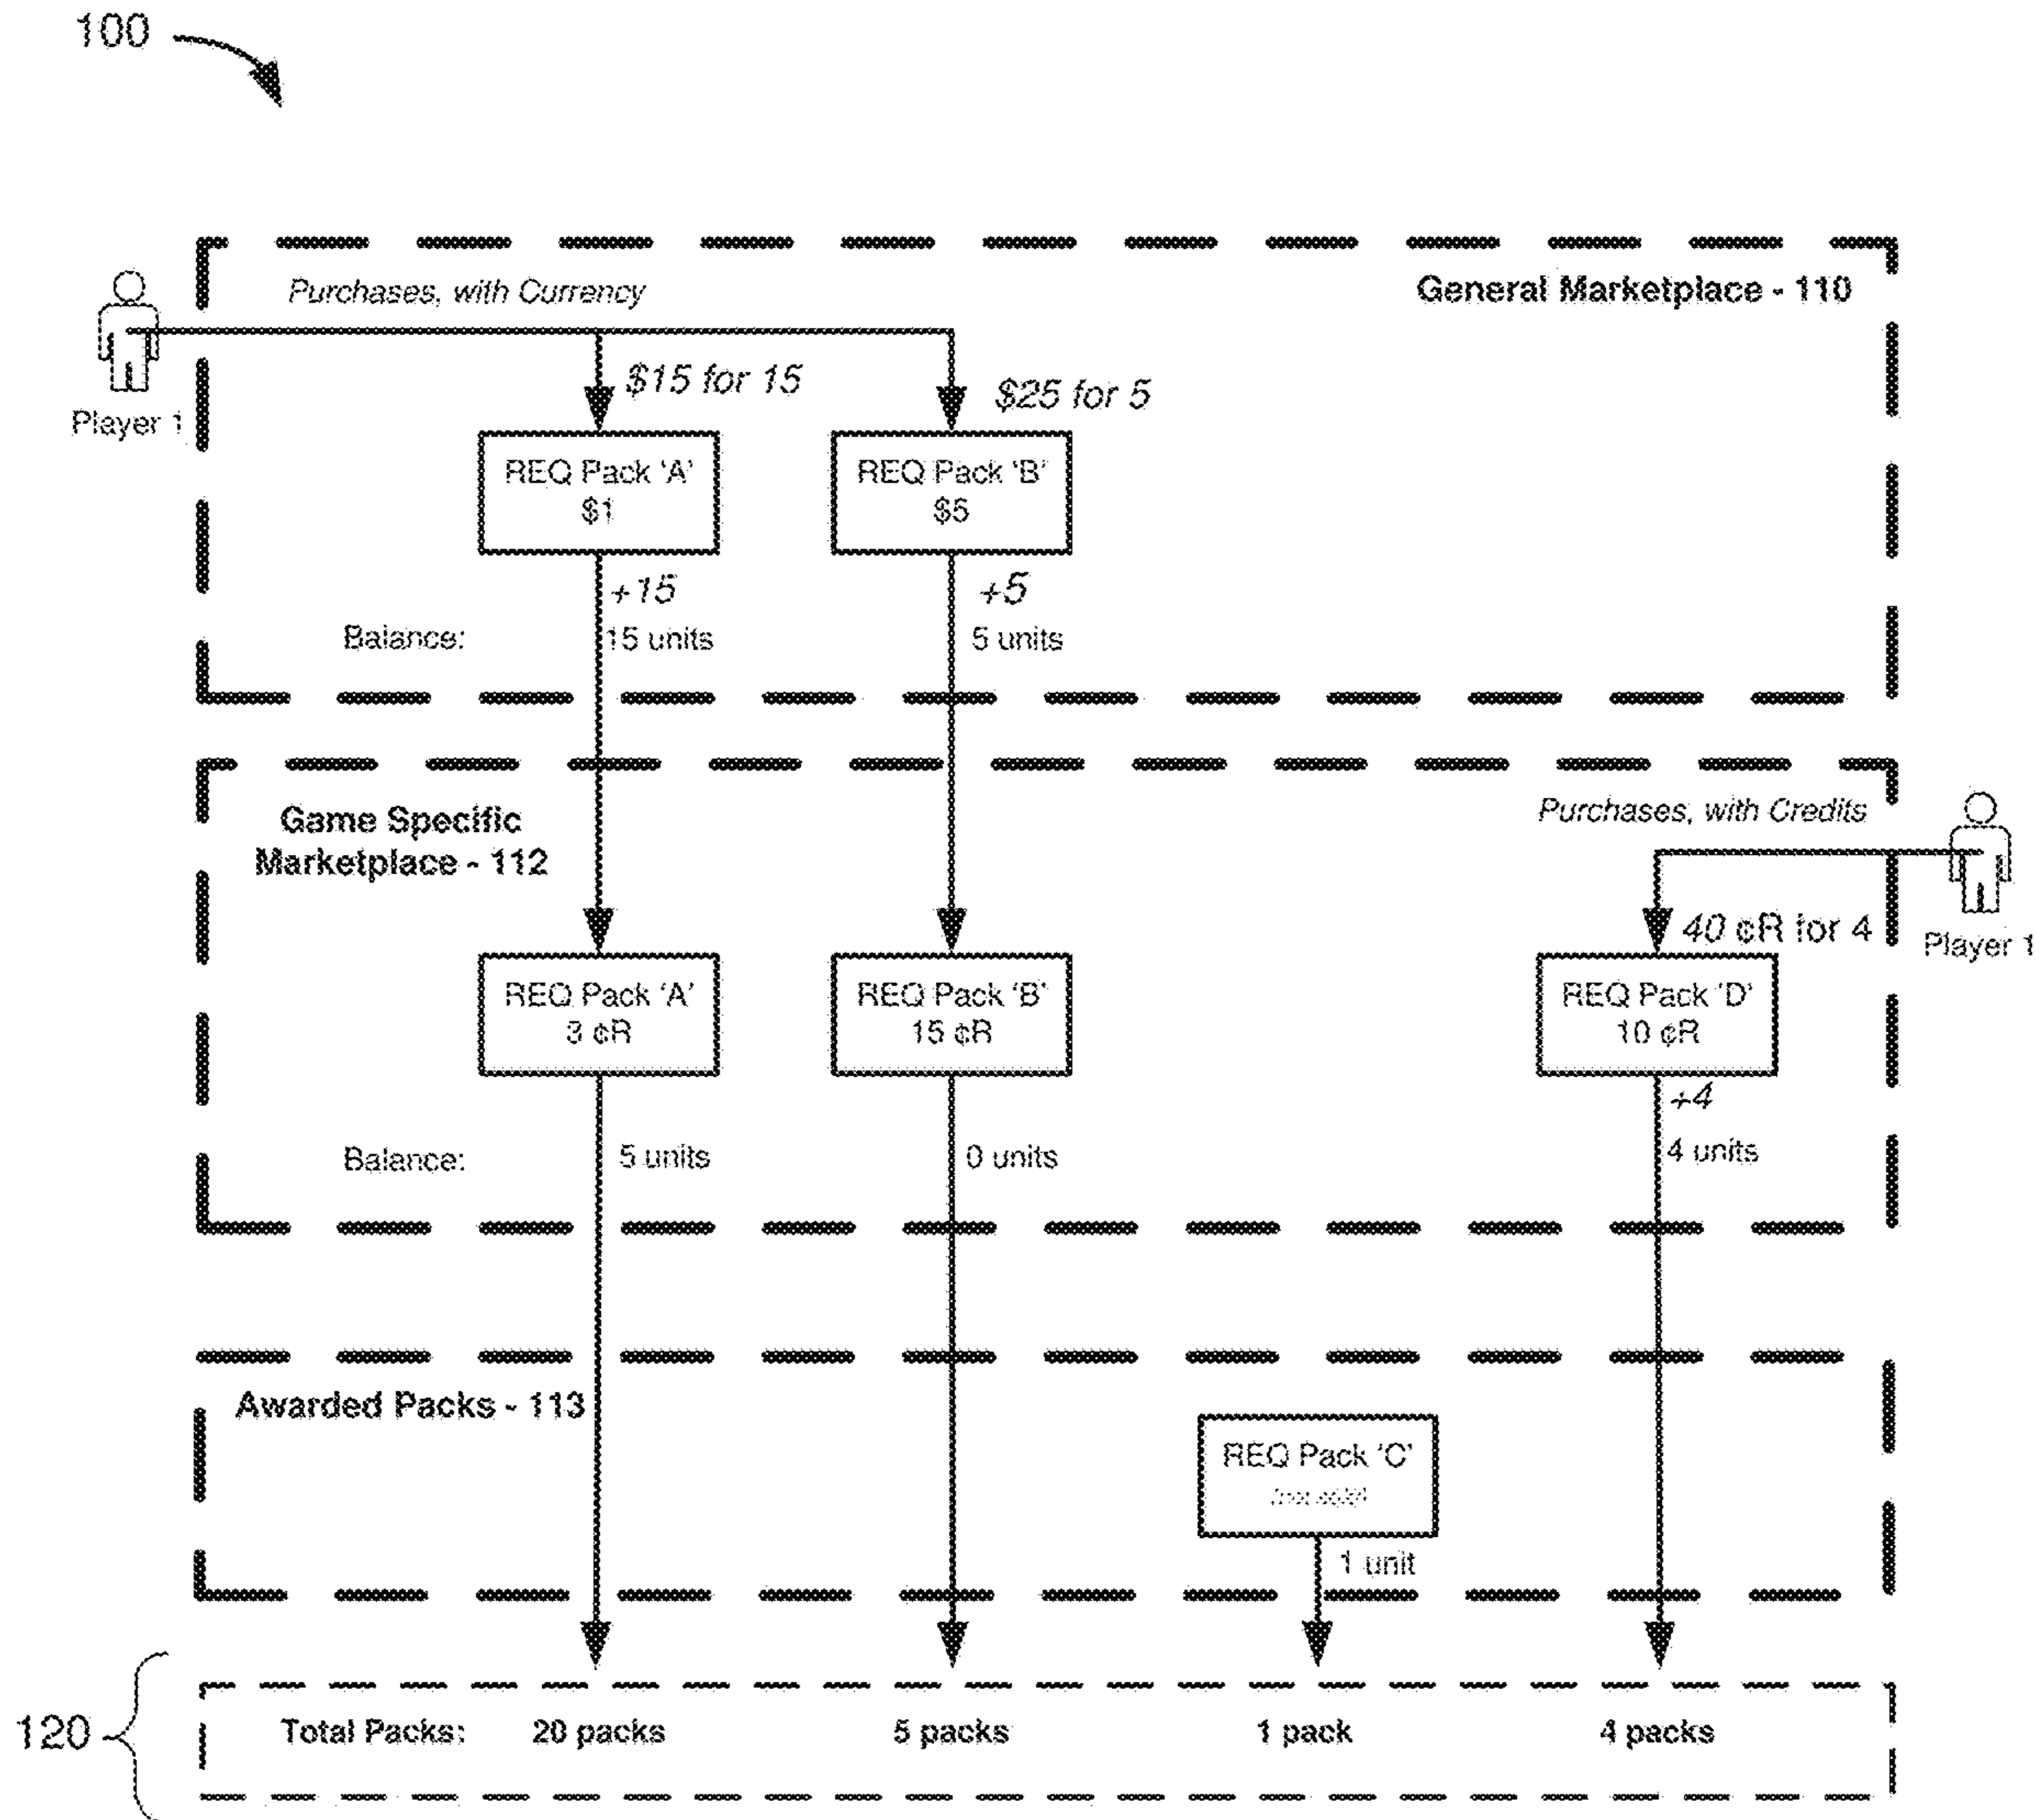 100
Purchases, with Currency
General Marketplace - 110
Player 1
$15 for 15
$25 for 5
REQ Pack 'A'
$1
REQ Pack 'B'
$5
+15
+5
Balance:
15 units
5 units
Game Specific
Marketplace - 112
Purchases, with Credits
Player 1
40 ¢R for 4
REQ Pack 'A'
3 ¢R
REQ Pack 'B'
15 ¢R
REQ Pack 'D'
10 ¢R
+4
Balance:
5 units
0 units
4 units
Awarded Packs - 113
REQ Pack 'C'
1 unit
120
Total Packs:
20 packs
5 packs
1 pack
4 packs